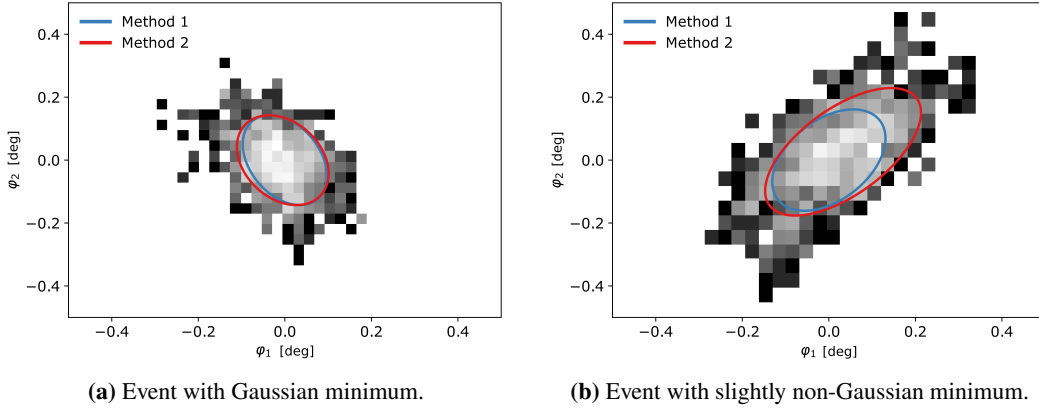 Method 1
Method 2
0.4
0.2
0.0
−0.2
−0.4
φ₂ [deg]
−0.4
−0.2
0.0
0.2
0.4
φ₁ [deg]
(a) Event with Gaussian minimum.
Method 1
Method 2
0.4
0.2
0.0
−0.2
−0.4
φ₂ [deg]
−0.4
−0.2
0.0
0.2
0.4
φ₁ [deg]
(b) Event with slightly non-Gaussian minimum.